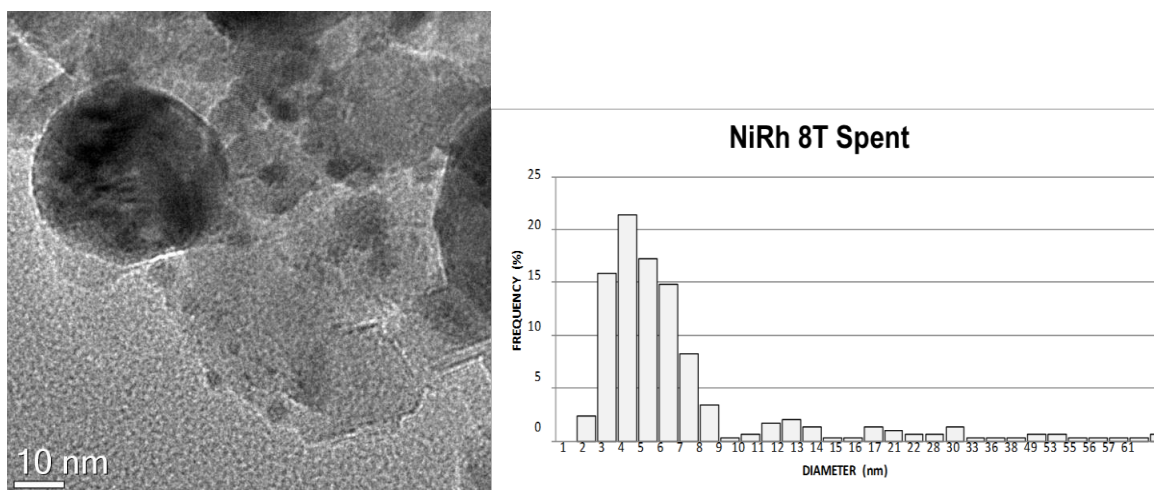 10 nm
NiRh 8T Spent
25
20
15
10
5
0
FREQUENCY (%)
1 2 3 4 5 6 7 8 9 10 11 12 13 14 15 16 17 21 22 28 30 33 36 38 49 53 55 56 57 61
DIAMETER (nm)